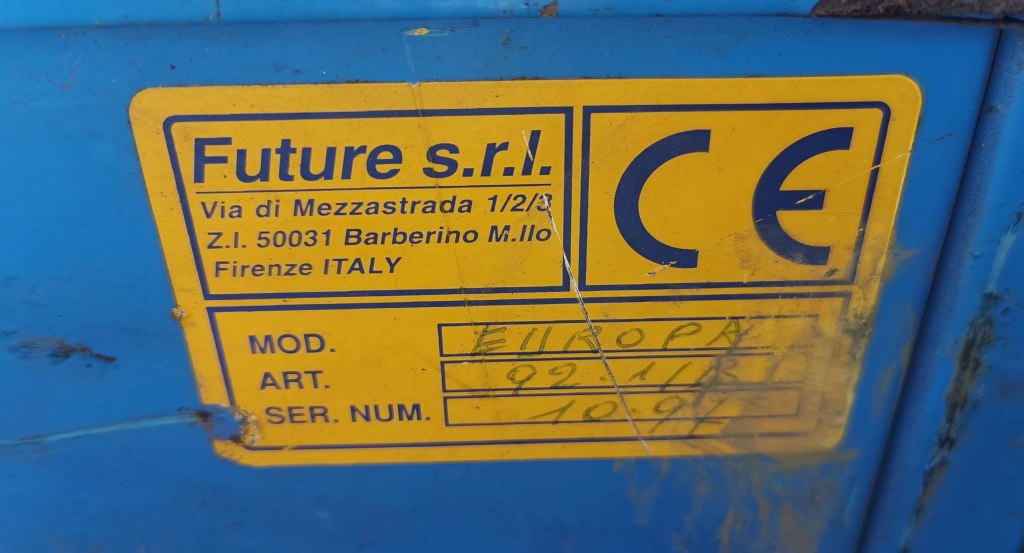 Future s.r.l.
Via di Mezzastrada 1/2/3
Z.I. 50031 Barberino M.llo
Firenze ITALY
CE
MOD. EUROPA
ART.
SER. NUM.